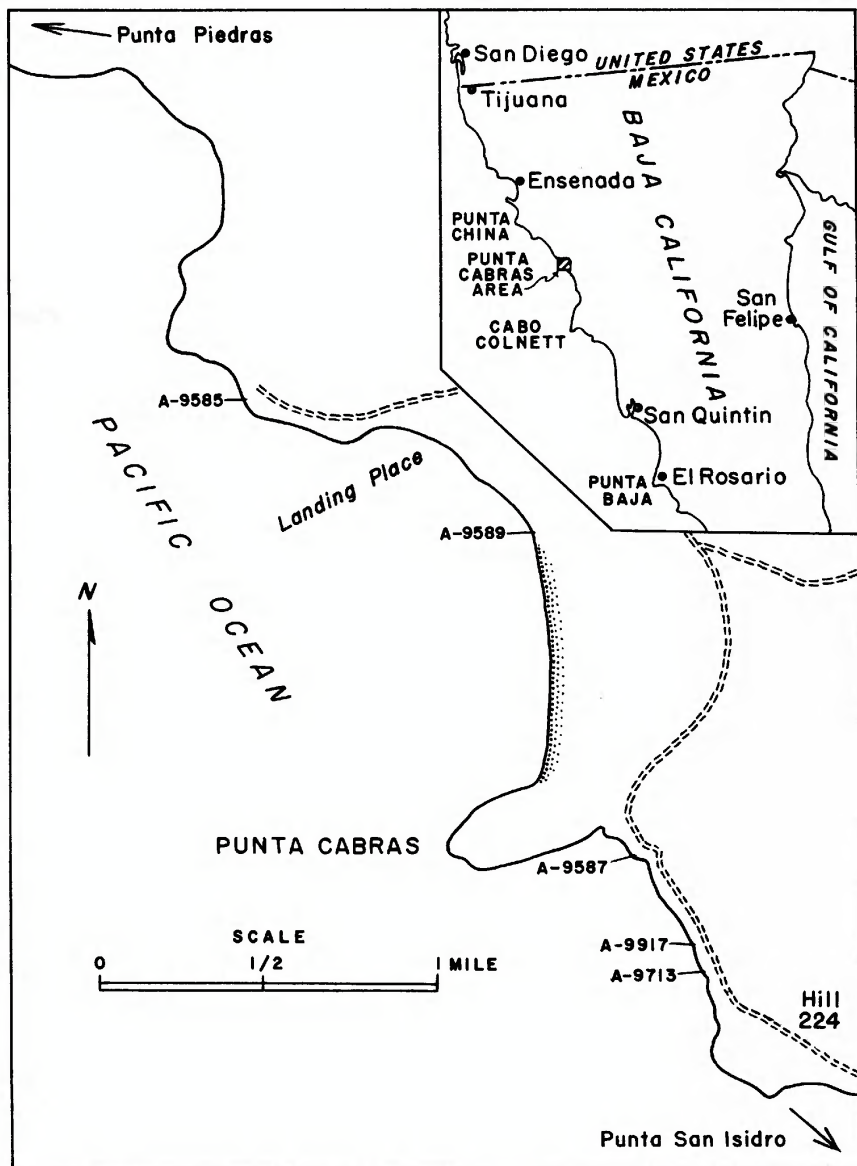 Punta Piedras
San Diego
UNITED STATES
MEXICO
Tijuana
BAJA CALIFORNIA
Ensenada
PUNTA
CHINA
PUNTA
CABRAS
AREA
GULF OF CALIFORNIA
San
Felipe
CABO
COLNETT
San Quintin
El Rosario
PUNTA
BAJA
A-9585
PACIFIC OCEAN
Landing Place
A-9589
N
PUNTA CABRAS
A-9587
SCALE
0 1/2 1 MILE
A-9917
A-9713
Hill
224
Punta San Isidro